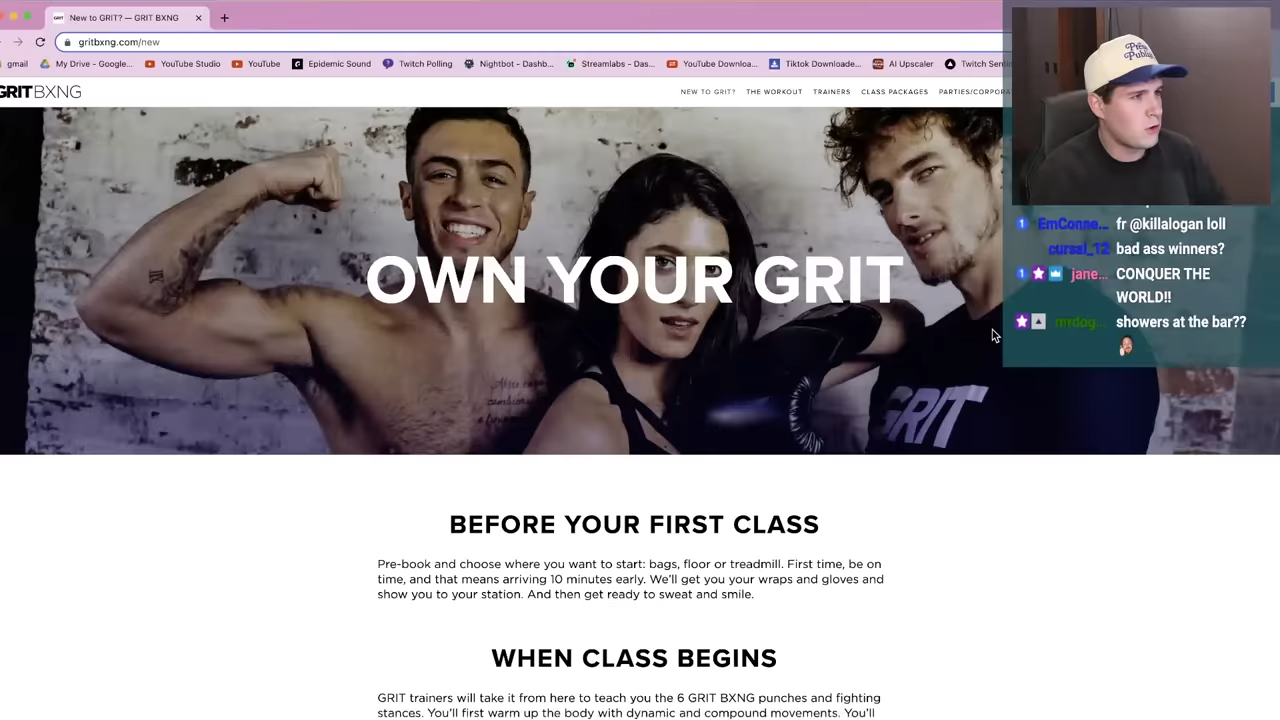 New to GRIT? — GRIT BXNG
gritbxng.com/new
gmail
My Drive - Google...
YouTube Studio
YouTube
Epidemic Sound
Twitch Polling
Nightbot - Dashb...
Streamlabs - Das...
YouTube Downloa...
Tiktok Downloade...
AI Upscaler
Twitch Senti
GRITBXNG
NEW TO GRIT?
THE WORKOUT
TRAINERS
CLASS PACKAGES
PARTIES/CORPORA
OWN YOUR GRIT
GRIT
EmConne... fr @killalogan loll
cursal_12 bad ass winners?
jane... CONQUER THE
WORLD!!
mrdog... showers at the bar??
BEFORE YOUR FIRST CLASS
Pre-book and choose where you want to start: bags, floor or treadmill. First time, be on
time, and that means arriving 10 minutes early. We'll get you your wraps and gloves and
show you to your station. And then get ready to sweat and smile.
WHEN CLASS BEGINS
GRIT trainers will take it from here to teach you the 6 GRIT BXNG punches and fighting
stances. You'll first warm up the body with dynamic and compound movements. You'll